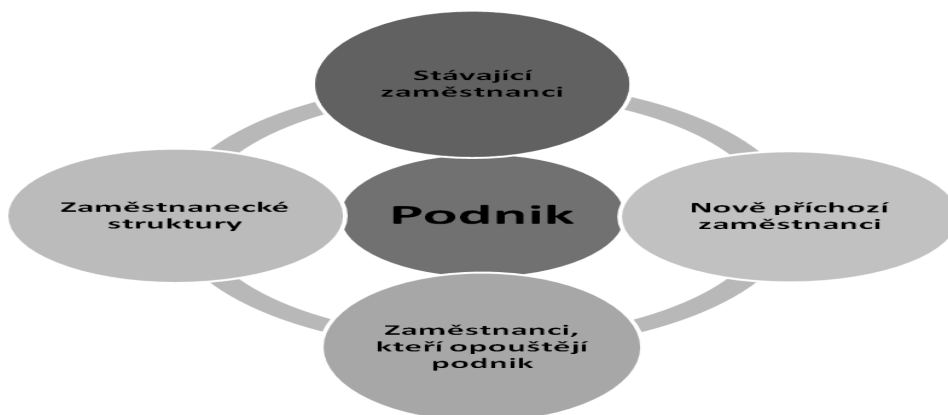 Stávající
zaměstnanci
Zaměstnanecké
struktury
Podnik
Nově příchozí
zaměstnanci
Zaměstnanci,
kteří opouštějí
podnik